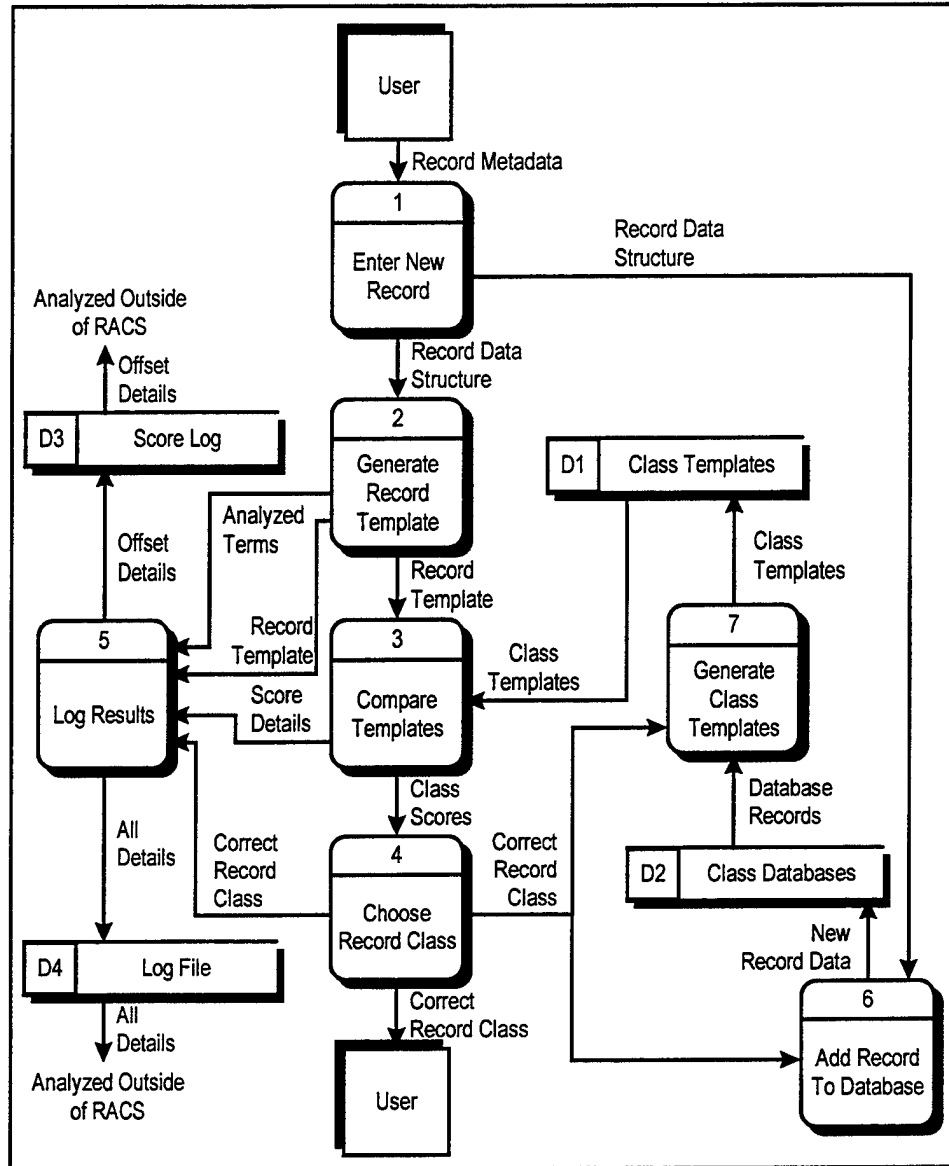 User
Record Metadata
1
Enter New
Record
Record Data
Structure
Analyzed Outside
of RACS
Offset
Details
Record Data
Structure
D3
Score Log
2
Generate
Record
Template
D1
Class Templates
Analyzed
Terms
Offset
Details
Record
Template
Class
Templates
5
Log Results
Record
Template
3
Compare
Templates
Class
Templates
7
Generate
Class
Templates
Score
Details
Class
Scores
Database
Records
All
Details
Correct
Record
Class
4
Choose
Record Class
Correct
Record
Class
D2
Class Databases
New
Record Data
D4
Log File
All
Details
Correct
Record Class
6
Add Record
To Database
Analyzed Outside
of RACS
User